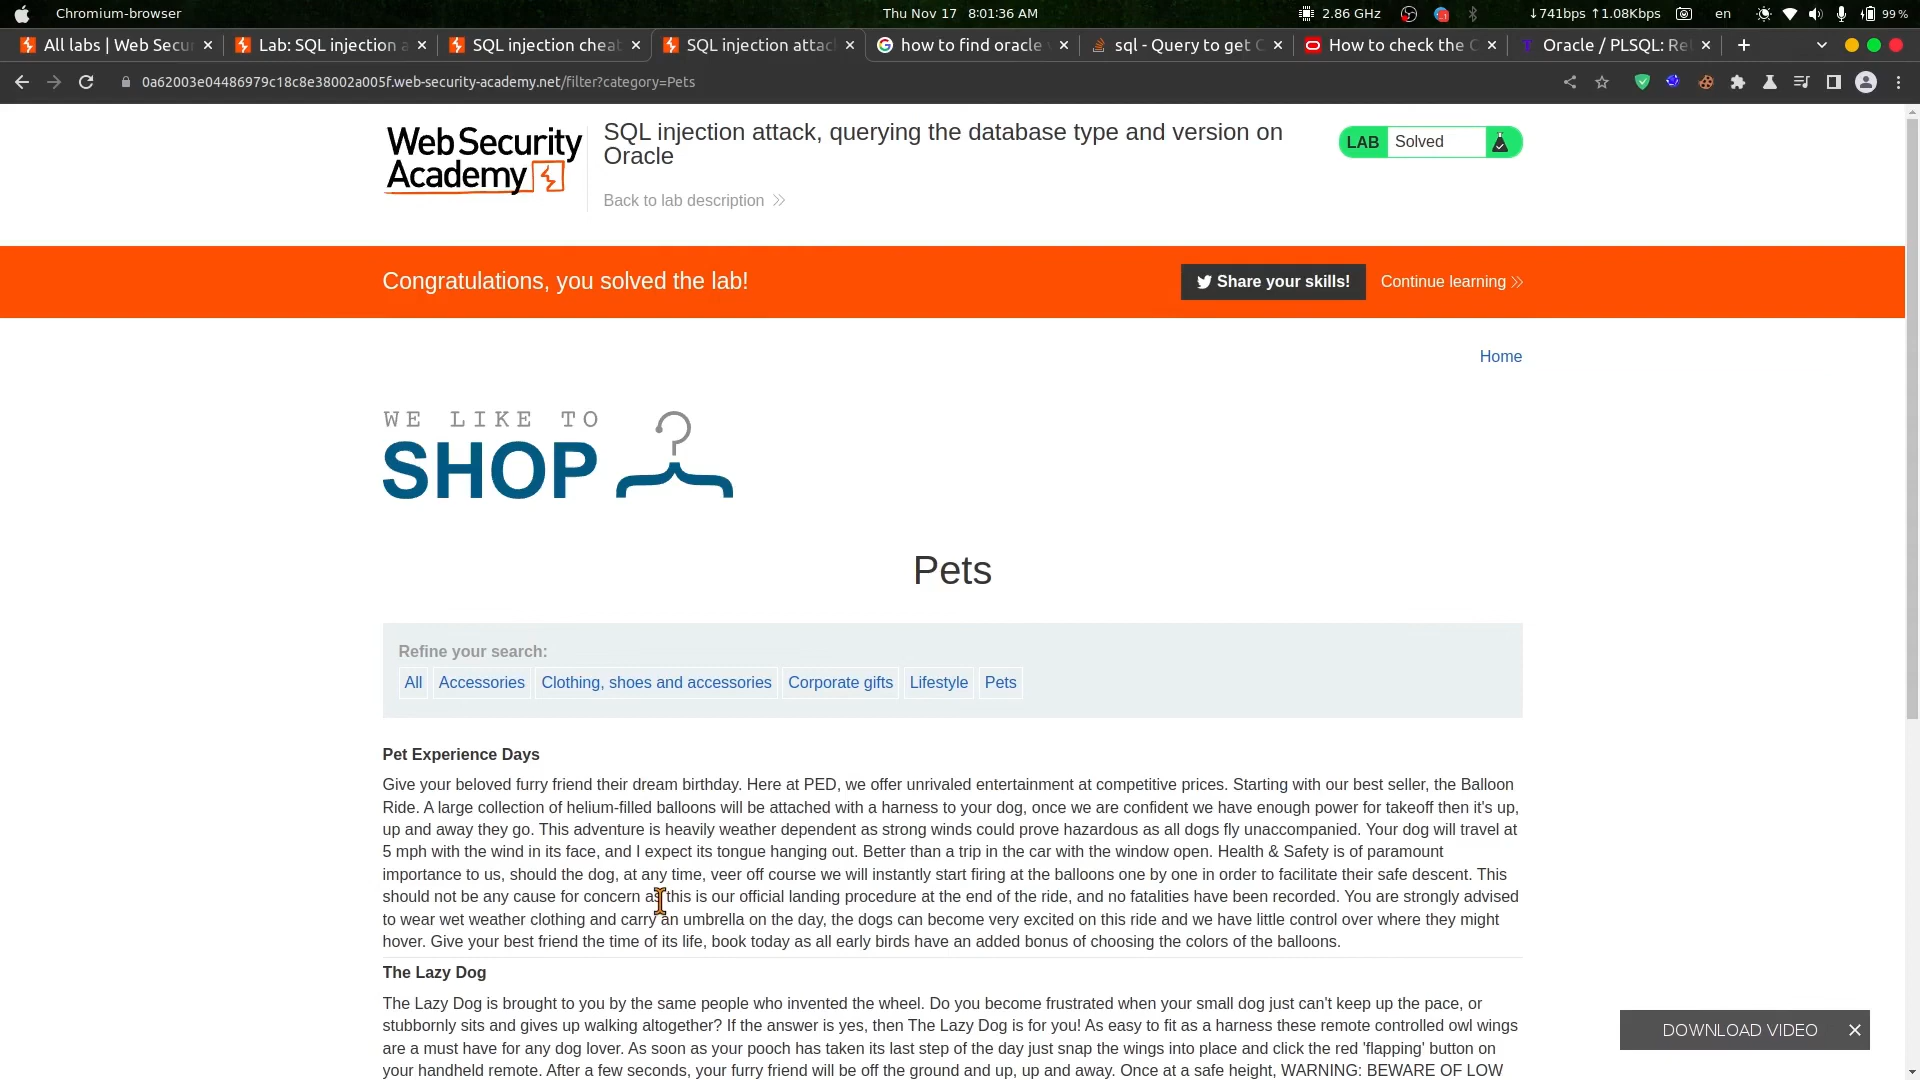 Chromium-browser
Thu Nov 17 8:01:36 AM
2.86 GHz
↓741bps ↑1.08Kbps
en
99%
All labs | Web Secu
Lab: SQL injection a
SQL injection cheat
SQL injection attac
how to find oracle
sql - Query to get
How to check the
Oracle / PLSQL: Re
0a62003e04486979c18c8e38002a005f.web-security-academy.net/filter?category=Pets
Web Security
Academy
SQL injection attack, querying the database type and version on
Oracle
Back to lab description
LAB Solved
Congratulations, you solved the lab!
Share your skills!
Continue learning
Home
WE LIKE TO
SHOP
Pets
Refine your search:
All
Accessories
Clothing, shoes and accessories
Corporate gifts
Lifestyle
Pets
Pet Experience Days
Give your beloved furry friend their dream birthday. Here at PED, we offer unrivaled entertainment at competitive prices. Starting with our best seller, the Balloon
Ride. A large collection of helium-filled balloons will be attached with a harness to your dog, once we are confident we have enough power for takeoff then it's up,
up and away they go. This adventure is heavily weather dependent as strong winds could prove hazardous as all dogs fly unaccompanied. Your dog will travel at
5 mph with the wind in its face, and I expect its tongue hanging out. Better than a trip in the car with the window open. Health & Safety is of paramount
importance to us, should the dog, at any time, veer off course we will instantly start firing at the balloons one by one in order to facilitate their safe descent. This
should not be any cause for concern as this is our official landing procedure at the end of the ride, and no fatalities have been recorded. You are strongly advised
to wear wet weather clothing and carry an umbrella on the day, the dogs can become very excited on this ride and we have little control over where they might
hover. Give your best friend the time of its life, book today as all early birds have an added bonus of choosing the colors of the balloons.
The Lazy Dog
The Lazy Dog is brought to you by the same people who invented the wheel. Do you become frustrated when your small dog just can't keep up the pace, or
stubbornly sits and gives up walking altogether? If the answer is yes, then The Lazy Dog is for you! As easy to fit as a harness these remote controlled owl wings
are a must have for any dog lover. As soon as your pooch has taken its last step of the day just snap the wings into place and click the red 'flapping' button on
your handheld remote. After a few seconds, your furry friend will be off the ground and up, up and away. Once at a safe height, WARNING: BEWARE OF LOW
DOWNLOAD VIDEO